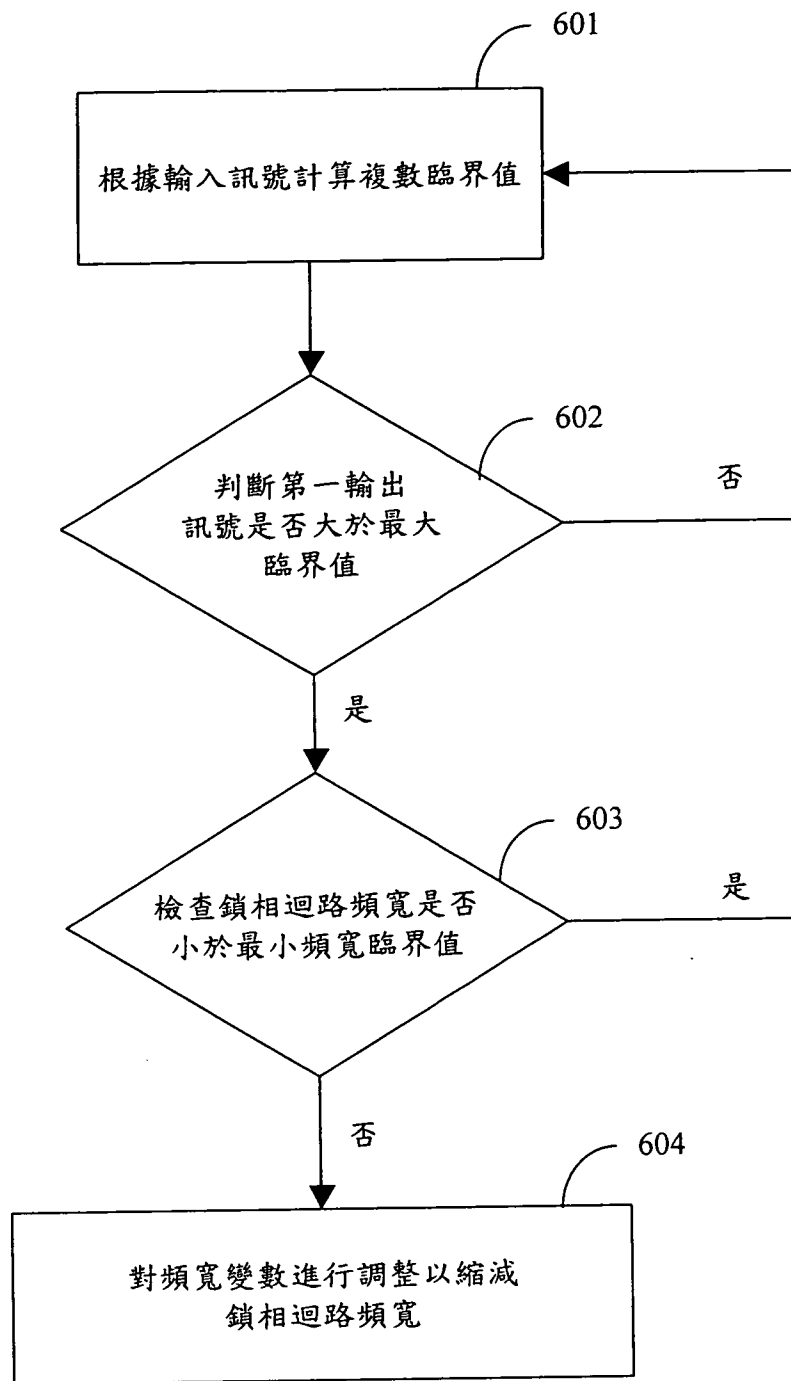 601
根據輸入訊號計算複數臨界值
602
判斷第一輸出
訊號是否大於最大
臨界值
否
是
603
檢查鎖相迴路頻寬是否
小於最小頻寬臨界值
是
否
604
對頻寬變數進行調整以縮減
鎖相迴路頻寬